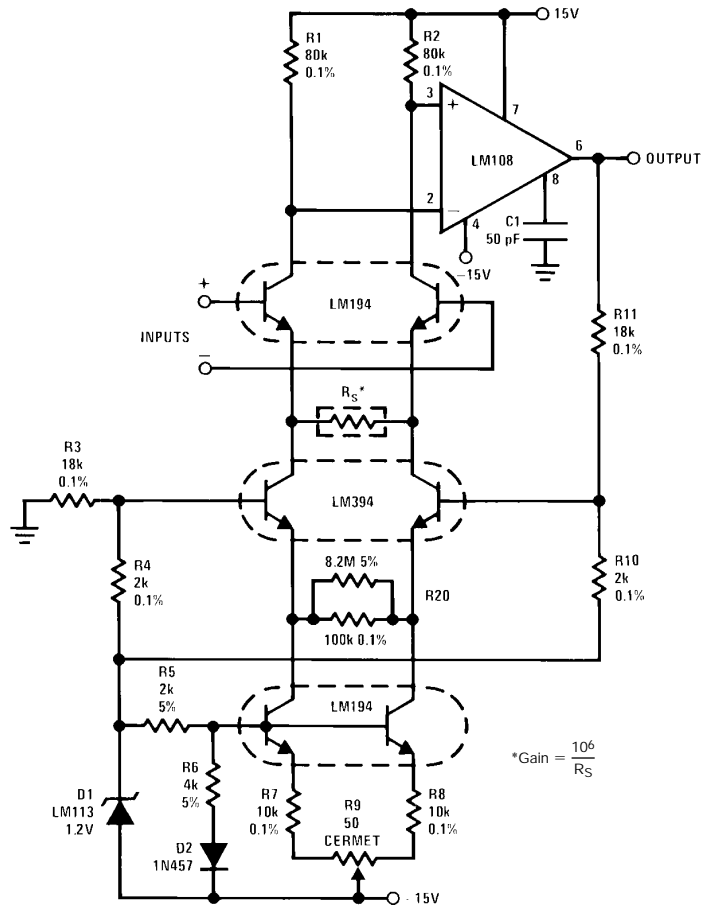 15V
R1
80k
0.1%
R2
80k
0.1%
3
+
7
LM108
6
OUTPUT
8
2
−
4
C1
50 pF
−15V
+
LM194
INPUTS
−
R11
18k
0.1%
RS*
R3
18k
0.1%
LM394
R4
2k
0.1%
8.2M 5%
R20
100k 0.1%
R10
2k
0.1%
R5
2k
5%
LM194
*Gain = 10⁶
RS
R6
4k
5%
R7
10k
0.1%
R9
50
CERMET
R8
10k
0.1%
D1
LM113
1.2V
D2
1N457
- 15V